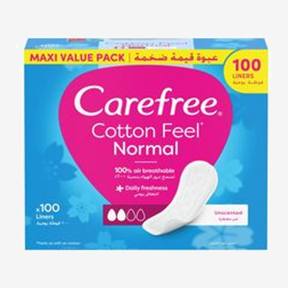 MAXI VALUE PACK | عبوة قيمة ضخمة
100
LINERS
Carefree®
Cotton Feel*
Normal
100% air breathable
Daily freshness
x100
Liners
Unscented